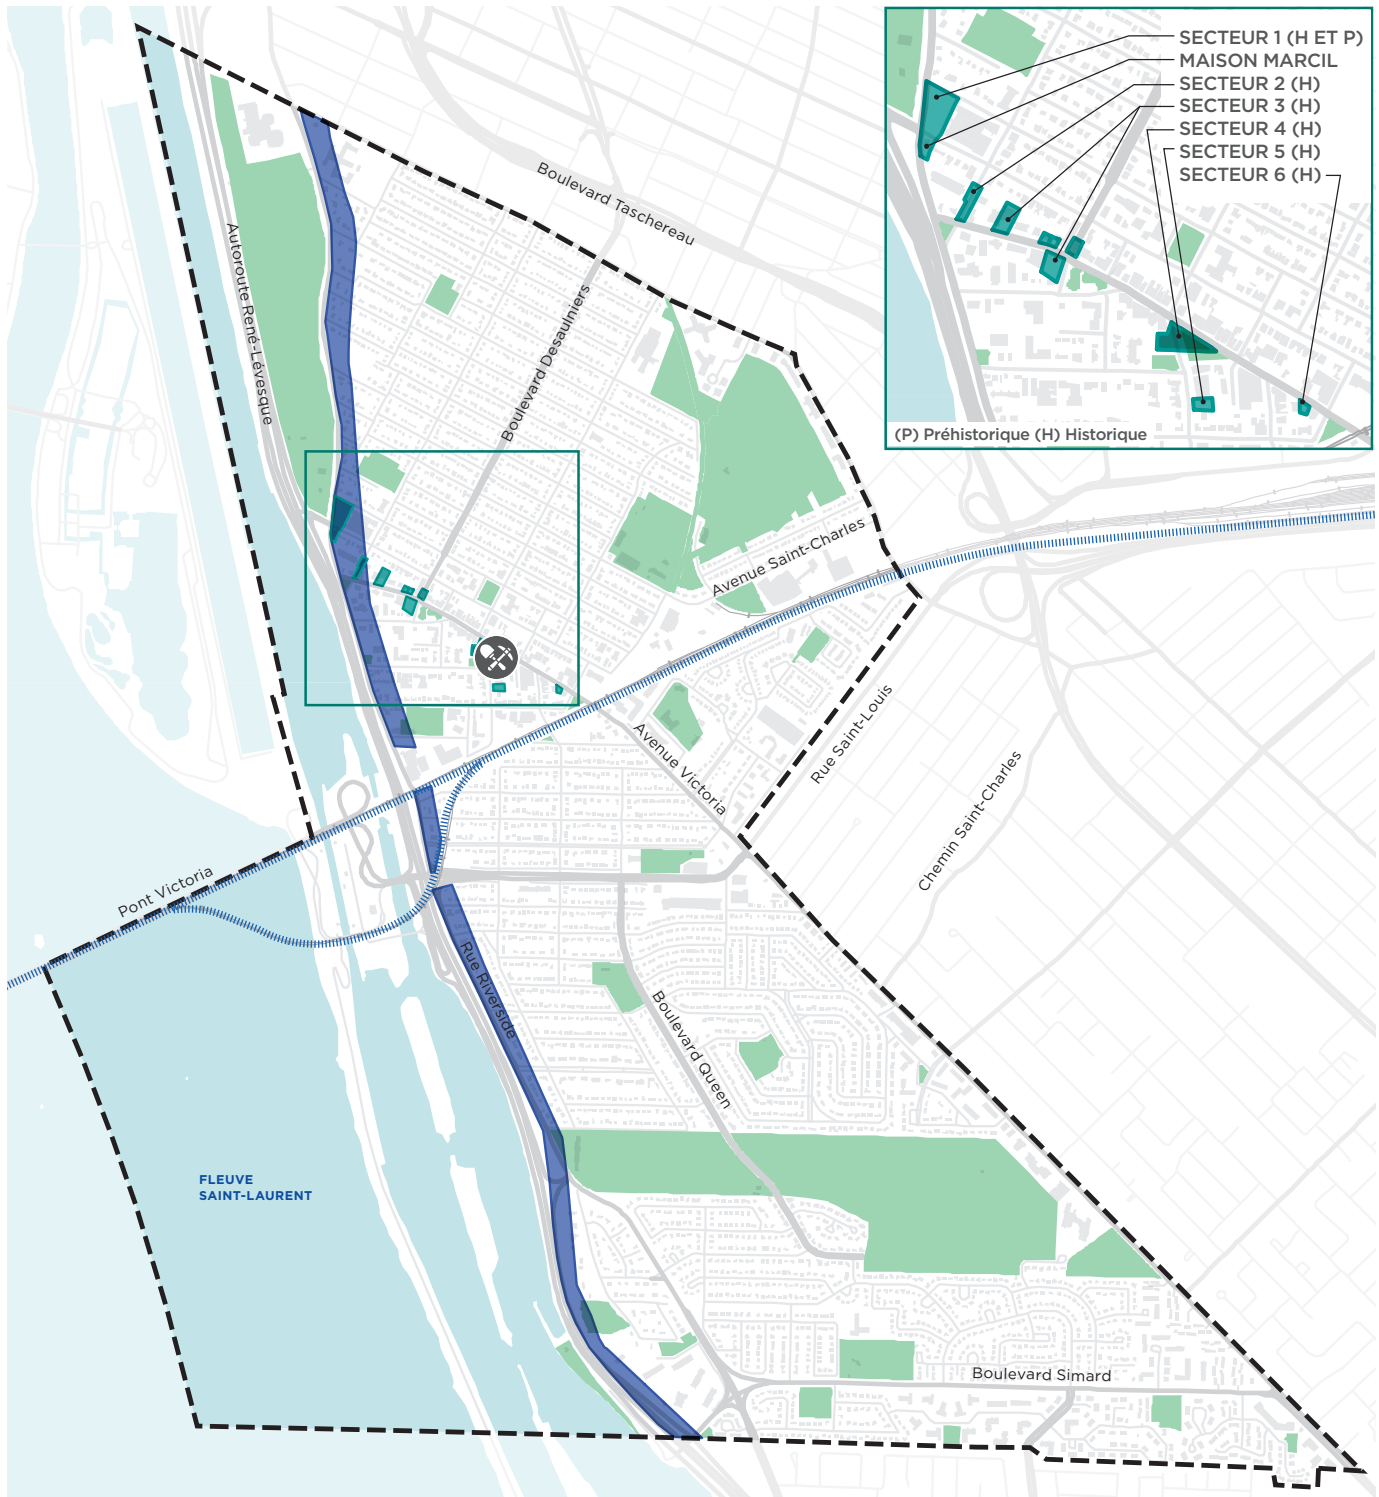 SECTEUR 1 (H ET P)
MAISON MARCIL
SECTEUR 2 (H)
SECTEUR 3 (H)
SECTEUR 4 (H)
SECTEUR 5 (H)
SECTEUR 6 (H)
(P) Préhistorique (H) Historique
Boulevard Taschereau
Autoroute René-Lévesque
Boulevard Desaulniers
Avenue Saint-Charles
Rue Saint-Louis
Avenue Victoria
Chemin Saint-Charles
Pont Victoria
Rue Riverside
Boulevard Queen
FLEUVE
SAINT-LAURENT
Boulevard Simard